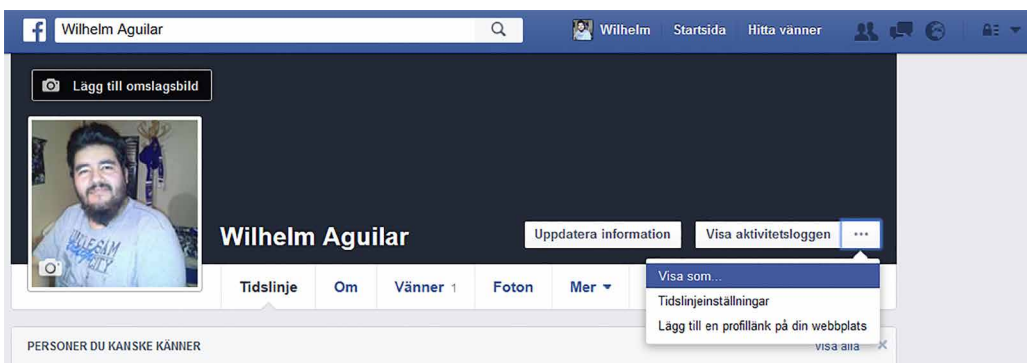 f Wilhelm Aguilar Wilhelm Startsida Hitta vänner
Lägg till omslagsbild
Wilhelm Aguilar Uppdatera information Visa aktivitetsloggen ...
Visa som...
Tidslinje Om Vänner 1 Foton Mer
Tidslinjeinställningar
Lägg till en profillänk på din webbplats
PERSONER DU KANSKE KÄNNER Visa alla ×